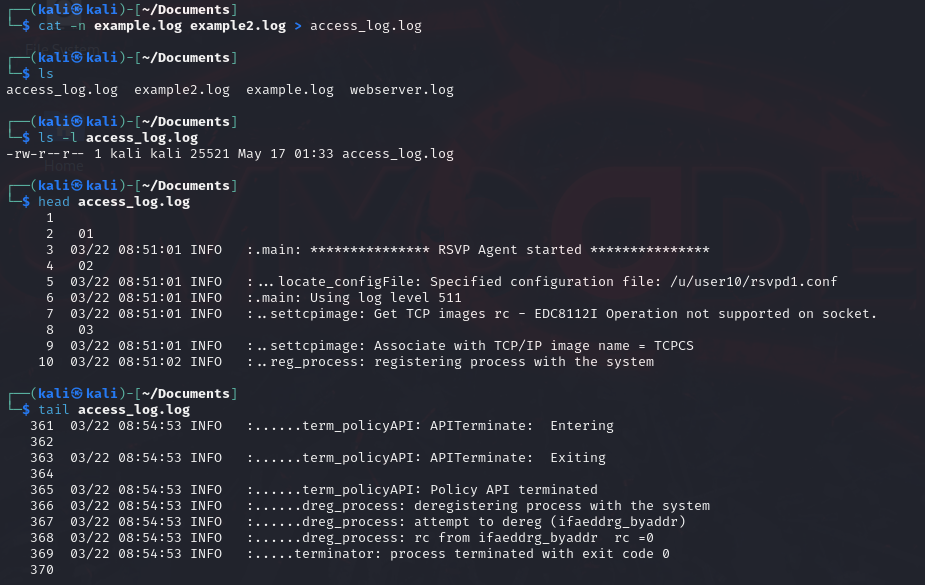 ┌──(kali㉿kali)-[~/Documents]
└─$ cat -n example.log example2.log > access_log.log
┌──(kali㉿kali)-[~/Documents]
└─$ ls
access_log.log  example2.log  example.log  webserver.log
┌──(kali㉿kali)-[~/Documents]
└─$ ls -l access_log.log
-rw-r--r-- 1 kali kali 25521 May 17 01:33 access_log.log
┌──(kali㉿kali)-[~/Documents]
└─$ head access_log.log
     1
     2   01
     3  03/22 08:51:01 INFO   :.main: *************** RSVP Agent started ***************
     4   02
     5  03/22 08:51:01 INFO   :...locate_configFile: Specified configuration file: /u/user10/rsvpd1.conf
     6  03/22 08:51:01 INFO   :.main: Using log level 511
     7  03/22 08:51:01 INFO   :..settcpimage: Get TCP images rc - EDC8112I Operation not supported on socket.
     8   03
     9  03/22 08:51:01 INFO   :..settcpimage: Associate with TCP/IP image name = TCPCS
    10  03/22 08:51:02 INFO   :..reg_process: registering process with the system
┌──(kali㉿kali)-[~/Documents]
└─$ tail access_log.log
   361  03/22 08:54:53 INFO   :......term_policyAPI: APITerminate:  Entering
   362
   363  03/22 08:54:53 INFO   :......term_policyAPI: APITerminate:  Exiting
   364
   365  03/22 08:54:53 INFO   :......term_policyAPI: Policy API terminated
   366  03/22 08:54:53 INFO   :......dreg_process: deregistering process with the system
   367  03/22 08:54:53 INFO   :......dreg_process: attempt to dereg (ifaeddrg_byaddr)
   368  03/22 08:54:53 INFO   :......dreg_process: rc from ifaeddrg_byaddr  rc =0
   369  03/22 08:54:53 INFO   :.....terminator: process terminated with exit code 0
   370